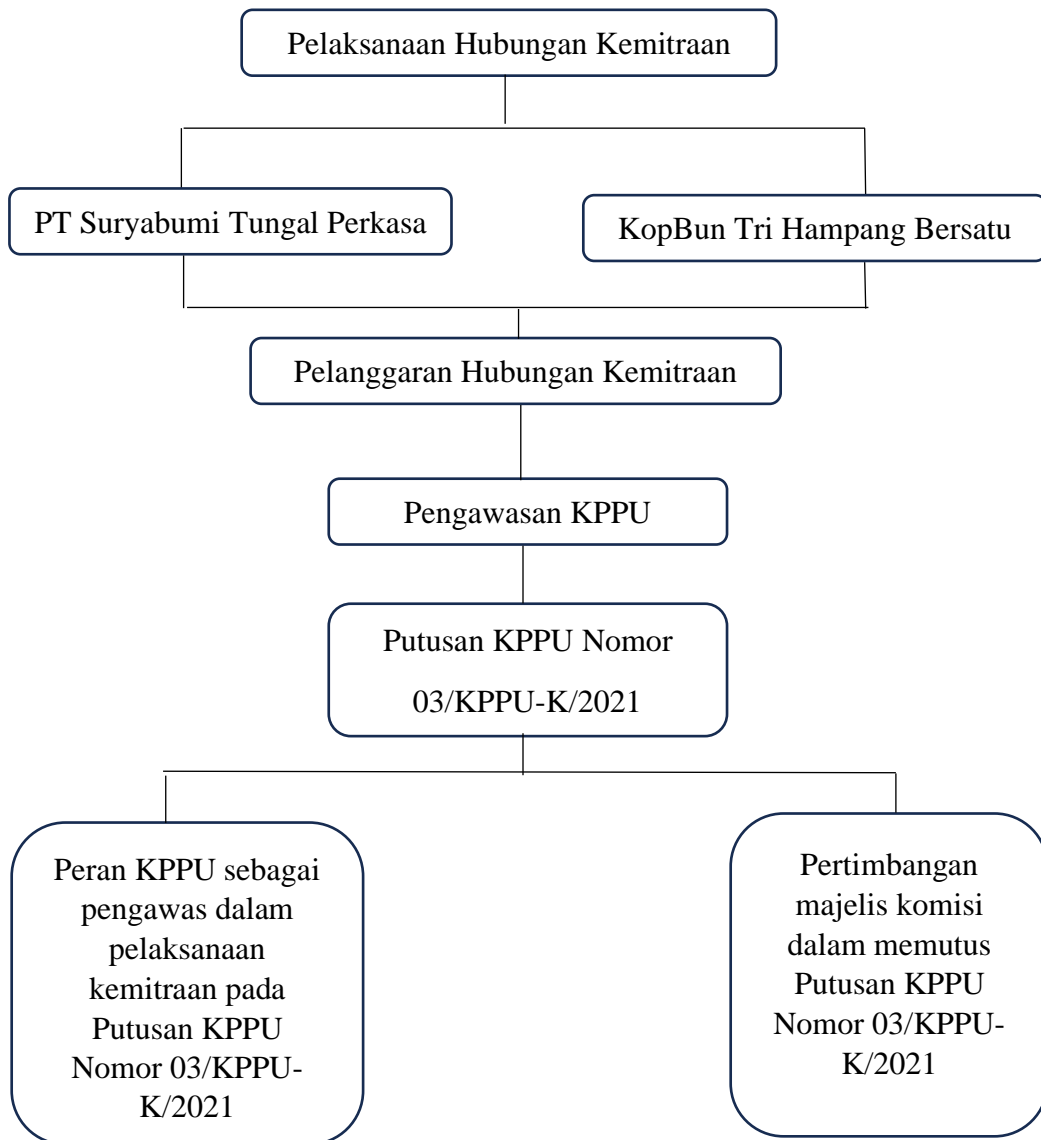 Pelaksanaan Hubungan Kemitraan
PT Suryabumi Tungal Perkasa
KopBun Tri Hampang Bersatu
Pelanggaran Hubungan Kemitraan
Pengawasan KPPU
Putusan KPPU Nomor
03/KPPU-K/2021
Peran KPPU sebagai
pengawas dalam
pelaksanaan
kemitraan pada
Putusan KPPU
Nomor 03/KPPU-
K/2021
Pertimbangan
majelis komisi
dalam memutus
Putusan KPPU
Nomor 03/KPPU-
K/2021